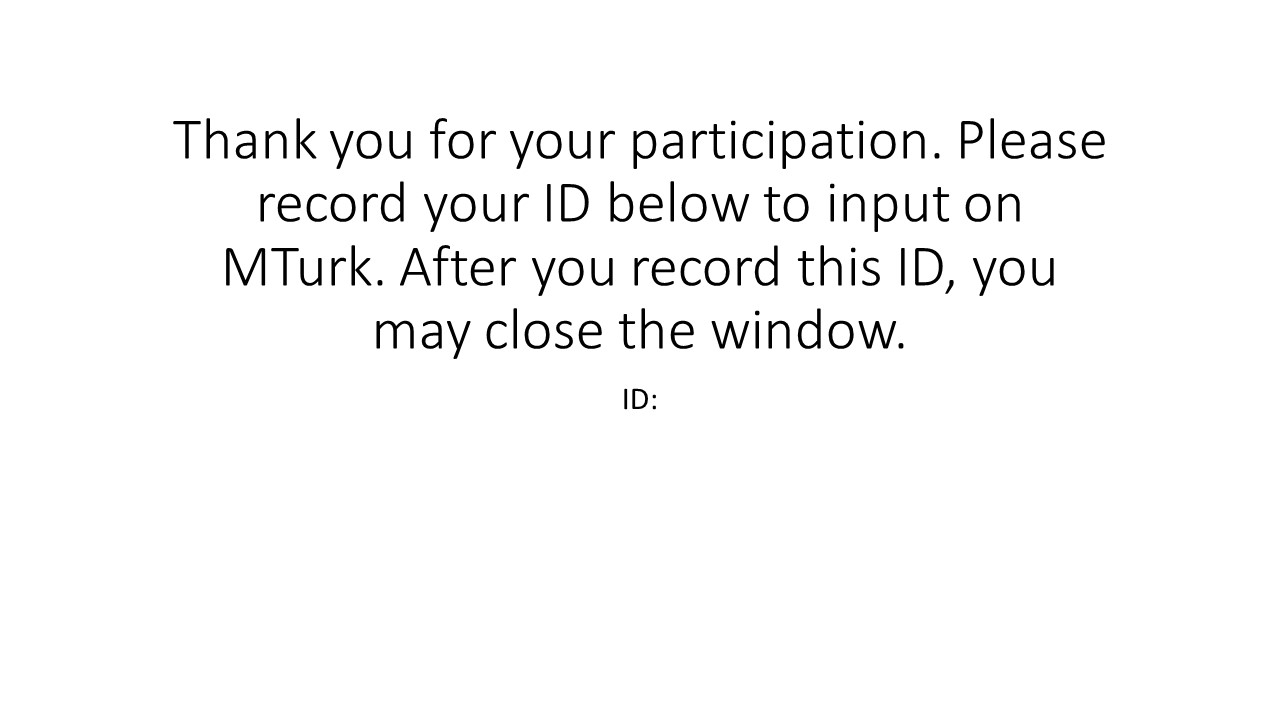 Thank you for your participation. Please
record your ID below to input on
MTurk. After you record this ID, you
may close the window.
ID: